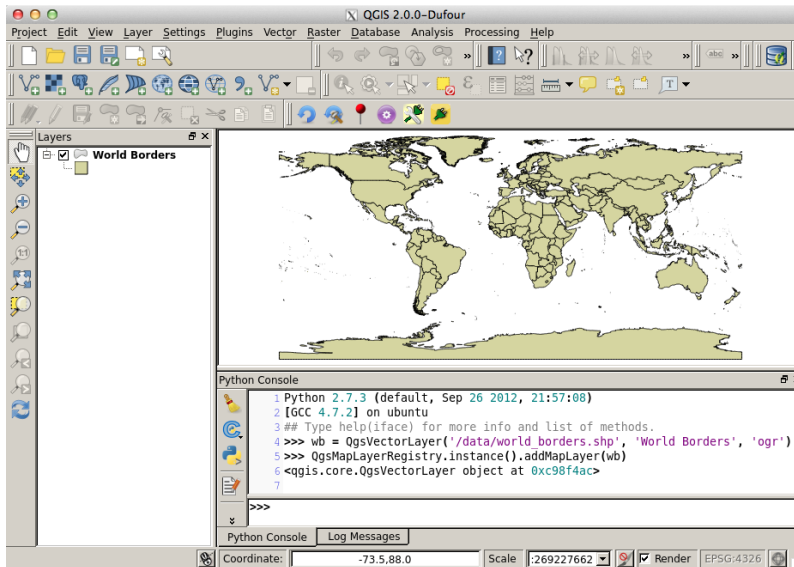 QGIS 2.0.0-Dufour
Project Edit View Layer Settings Plugins Vector Raster Database Analysis Processing Help
abc
Layers
World Borders
Python Console
1 Python 2.7.3 (default, Sep 26 2012, 21:57:08)
2 [GCC 4.7.2] on ubuntu
3 ## Type help(iface) for more info and list of methods.
4 >>> wb = QgsVectorLayer('/data/world_borders.shp', 'World Borders', 'ogr')
5 >>> QgsMapLayerRegistry.instance().addMapLayer(wb)
6 <qgis.core.QgsVectorLayer object at 0xc98f4ac>
7
>>>
Python Console Log Messages
Coordinate: -73.5,88.0 Scale :269227662 Render EPSG:4326